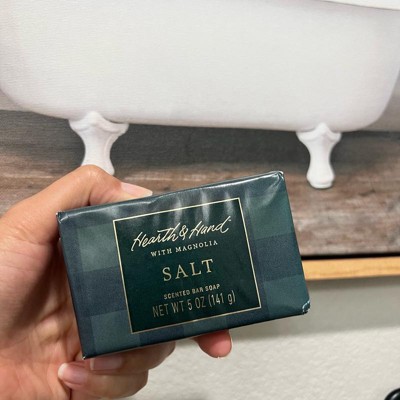 Hearth & Hand
WITH MAGNOLIA
SALT
SCENTED BAR SOAP
NET WT 5 OZ (141 g)